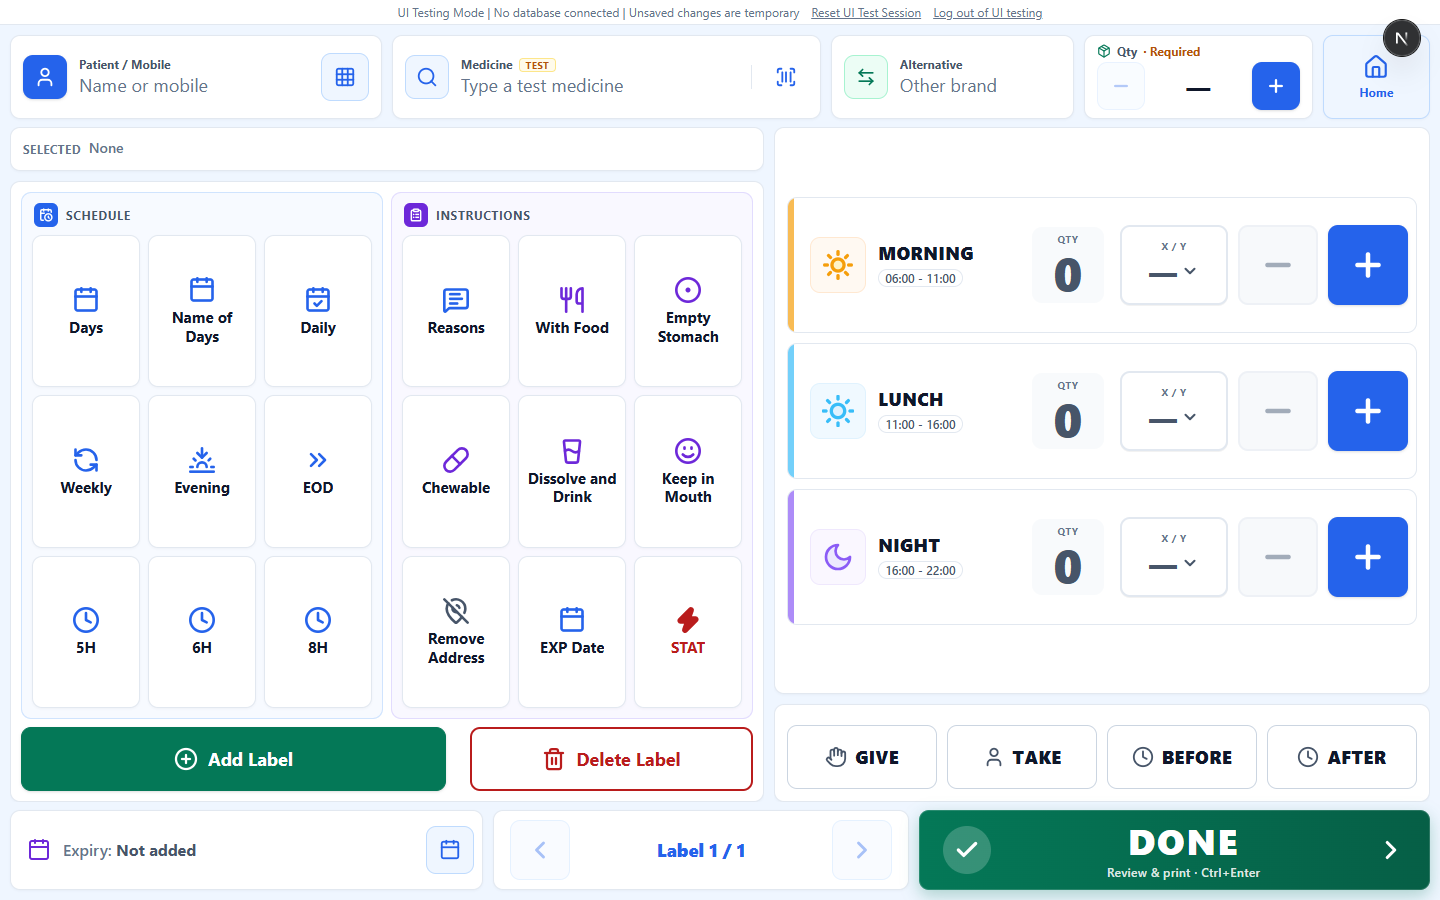 UI Testing Mode | No database connected | Unsaved changes are temporary Reset UI Test Session Log out of UI testing
Patient / Mobile
Name or mobile
Medicine TEST
Type a test medicine
Alternative
Other brand
Qty · Required
—
N
Home
SELECTED None
SCHEDULE
Days
Name of
Days
Daily
Weekly
Evening
EOD
5H
6H
8H
INSTRUCTIONS
Reasons
With Food
Empty
Stomach
Chewable
Dissolve and
Drink
Keep in
Mouth
Remove
Address
EXP Date
STAT
Add Label
Delete Label
MORNING
06:00 - 11:00
QTY
0
X / Y
—
LUNCH
11:00 - 16:00
QTY
0
X / Y
—
NIGHT
16:00 - 22:00
QTY
0
X / Y
—
GIVE
TAKE
BEFORE
AFTER
Expiry: Not added
Label 1 / 1
DONE
Review & print · Ctrl+Enter